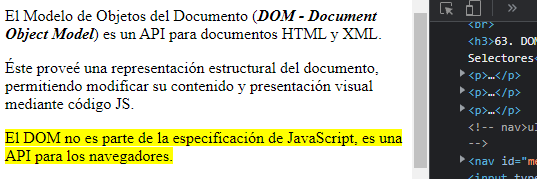 El Modelo de Objetos del Documento (DOM - Document
Object Model) es un API para documentos HTML y XML.
Éste proveé una representación estructural del documento,
permitiendo modificar su contenido y presentación visual
mediante código JS.
El DOM no es parte de la especificación de JavaScript, es una
API para los navegadores.
<br>
<h3>63. DOM
Selectores<
<p>…</p>
<p>…</p>
<p>…</p>
<!-- nav>ul
-->
<nav id="me
<input type